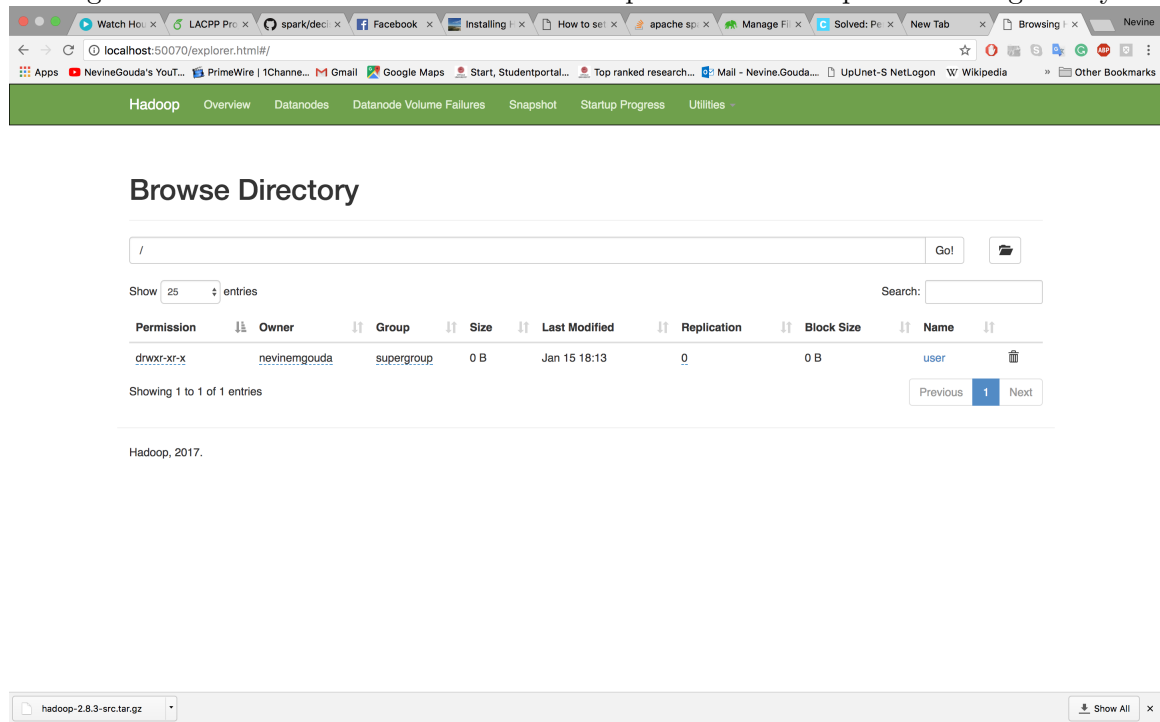 Watch Hou LACPP Pro spark/deci Facebook Installing H How to set apache spa Manage Fil Solved: Pe New Tab Browsing H Nevine
localhost:50070/explorer.html#/
Apps NevineGouda's YouT... PrimeWire | 1Channe... Gmail Google Maps Start, Studentportal... Top ranked research... Mail - Nevine.Gouda.... UpUnet-S NetLogon Wikipedia » Other Bookmarks
Hadoop Overview Datanodes Datanode Volume Failures Snapshot Startup Progress Utilities
Browse Directory
/ Go!
Show 25 entries Search:
Permission Owner Group Size Last Modified Replication Block Size Name
drwxr-xr-x nevinemgouda supergroup 0 B Jan 15 18:13 0 0 B user
Showing 1 to 1 of 1 entries Previous 1 Next
Hadoop, 2017.
hadoop-2.8.3-src.tar.gz Show All